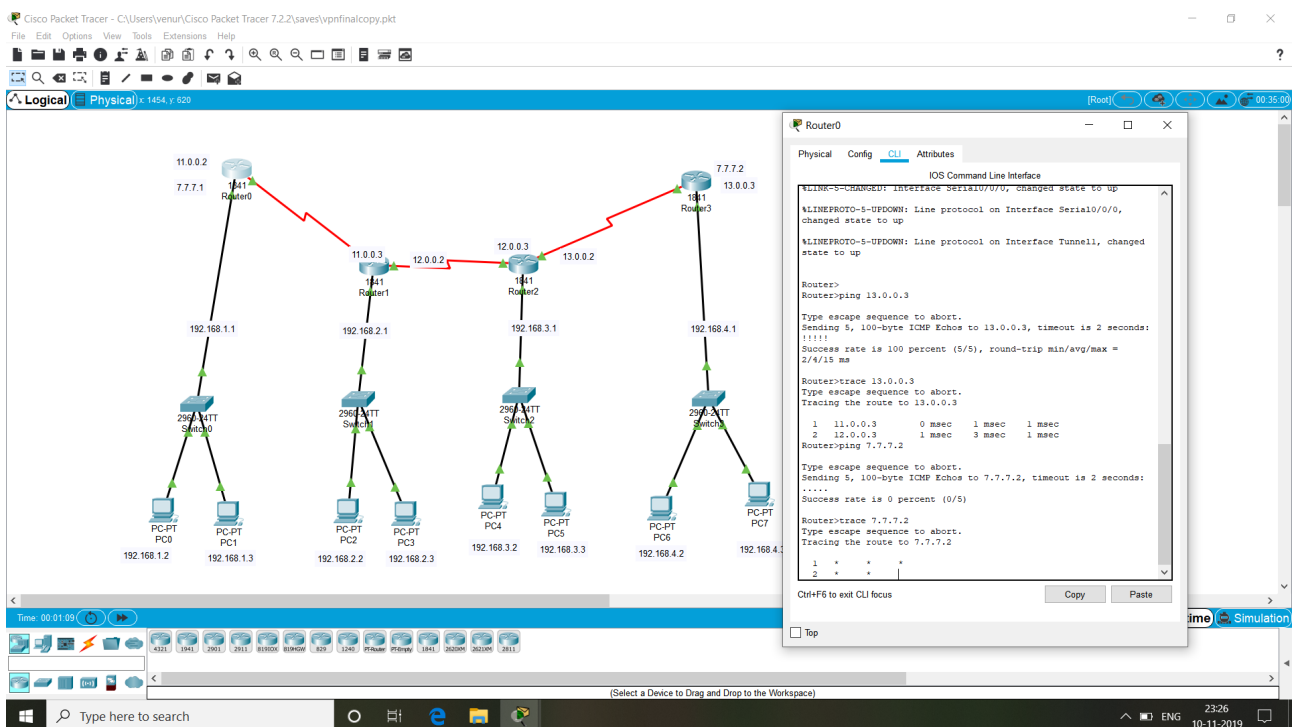 Cisco Packet Tracer - C:\Users\venur\Cisco Packet Tracer 7.2.2\saves\vpnfinalcopy.pkt
File Edit Options View Tools Extensions Help
?
Logical Physical x: 1454, y: 620 [Root] 00:35:00
11.0.0.2
7.7.7.1
1841
Router0
7.7.7.2
13.0.0.3
1841
Router3
11.0.0.3
12.0.0.2
1841
Router1
12.0.0.3
13.0.0.2
1841
Router2
192.168.1.1
192.168.2.1
192.168.3.1
192.168.4.1
2960-24TT
Switch0
2960-24TT
Switch1
2960-24TT
Switch2
2960-24TT
Switch3
PC-PT
PC0
PC-PT
PC1
PC-PT
PC2
PC-PT
PC3
PC-PT
PC4
PC-PT
PC5
PC-PT
PC6
PC-PT
PC7
192.168.1.2
192.168.1.3
192.168.2.2
192.168.2.3
192.168.3.2
192.168.3.3
192.168.4.2
192.168.4.3
Router0
Physical Config CLI Attributes
IOS Command Line Interface
%LINK-5-CHANGED: Interface Serial0/0/0, changed state to up
%LINEPROTO-5-UPDOWN: Line protocol on Interface Serial0/0/0,
changed state to up
%LINEPROTO-5-UPDOWN: Line protocol on Interface Tunnel1, changed
state to up
Router>
Router>ping 13.0.0.3
Type escape sequence to abort.
Sending 5, 100-byte ICMP Echos to 13.0.0.3, timeout is 2 seconds:
!!!!!
Success rate is 100 percent (5/5), round-trip min/avg/max =
2/4/15 ms
Router>trace 13.0.0.3
Type escape sequence to abort.
Tracing the route to 13.0.0.3
1 11.0.0.3 0 msec 1 msec 1 msec
2 12.0.0.3 1 msec 3 msec 1 msec
Router>ping 7.7.7.2
Type escape sequence to abort.
Sending 5, 100-byte ICMP Echos to 7.7.7.2, timeout is 2 seconds:
.....
Success rate is 0 percent (0/5)
Router>trace 7.7.7.2
Type escape sequence to abort.
Tracing the route to 7.7.7.2
1 * * *
2 * *
Ctrl+F6 to exit CLI focus Copy Paste
Top
Time: 00:01:09
ime Simulation
4321 1941 2901 2911 819IOX 819HGW 829 1240 PT-Router PT-Empty 1841 2620XM 2621XM 2811
(Select a Device to Drag and Drop to the Workspace)
Type here to search
ENG
23:26
10-11-2019